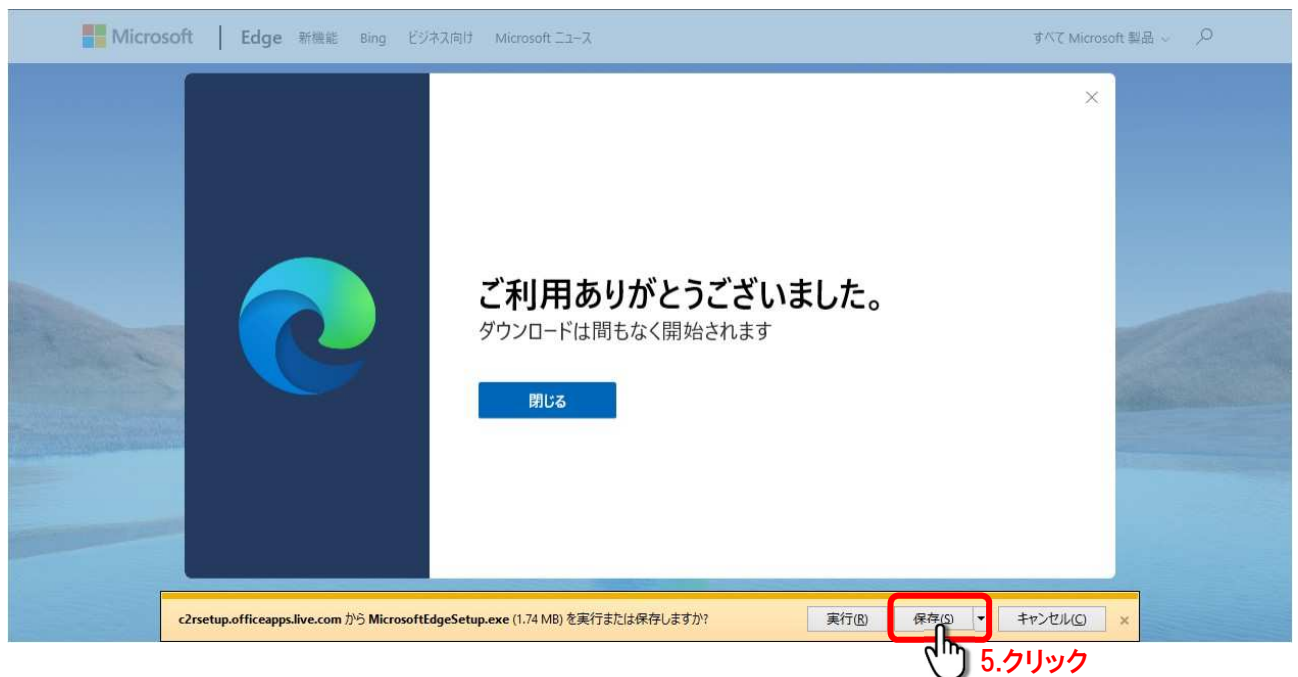 Microsoft | Edge 新機能 Bing ビジネス向け Microsoft ニュース すべて Microsoft 製品
ご利用ありがとうございました。
ダウンロードは間もなく開始されます
閉じる
c2rsetup.officeapps.live.com から MicrosoftEdgeSetup.exe (1.74 MB) を実行または保存しますか? 実行(R) 保存(S) キャンセル(C) ×
5.クリック